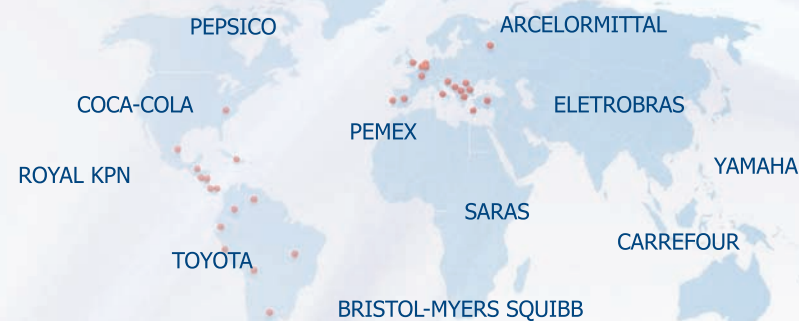 PEPSICO
ARCELORMITTAL
COCA-COLA
ELETROBRAS
PEMEX
YAMAHA
ROYAL KPN
SARAS
CARREFOUR
TOYOTA
BRISTOL-MYERS SQUIBB